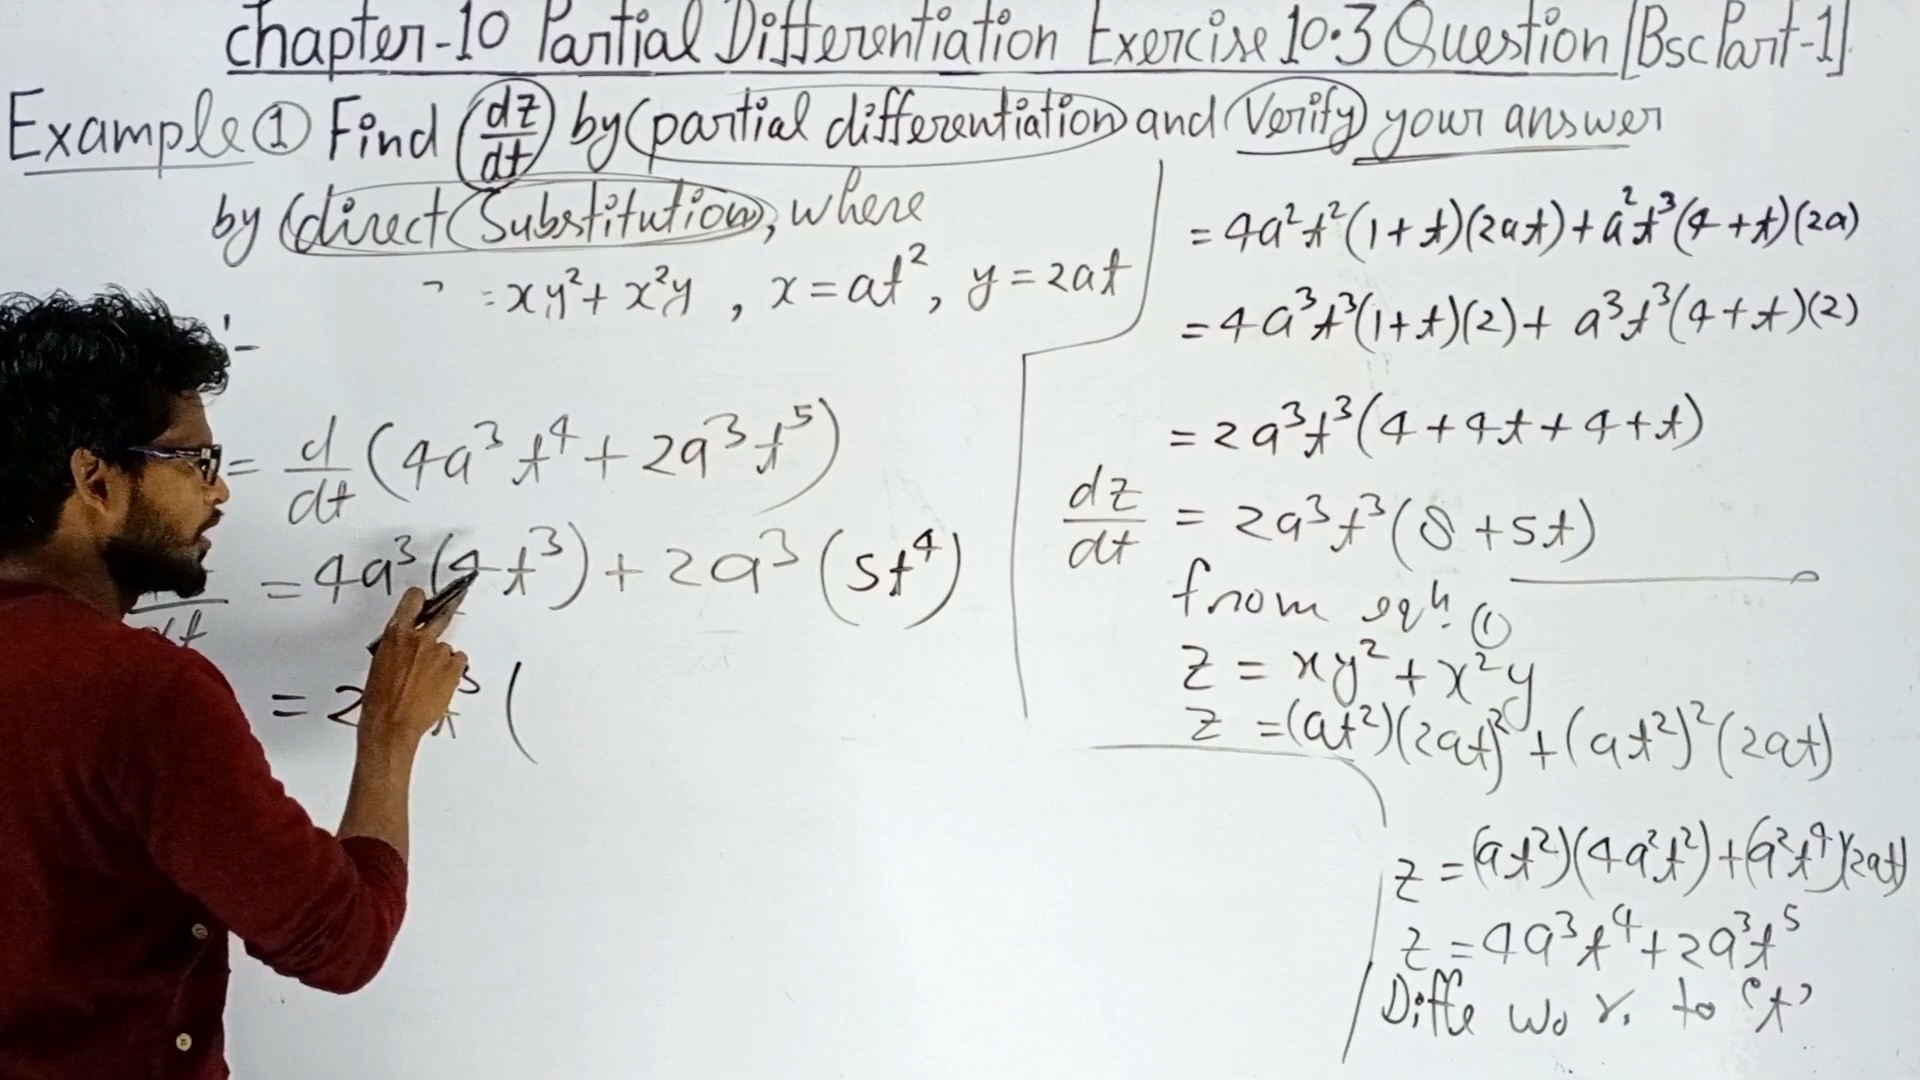 Chapter-10 Partial Differentiation Exercise 10.3 Question [Bsc Part-1]
Example ① Find (dz/dt) by partial differentiation and Verify your answer
by direct Substitution, where
= xy² + x²y , x = at², y = 2at
= d/dt (4a³t⁴ + 2a³t⁵)
= 4a³(4t³) + 2a³(5t⁴)
= 2
= 4a²t²(1+t)(2at) + a²t³(4+t)(2a)
= 4a³t³(1+t)(2) + a³t³(4+t)(2)
= 2a³t³(4+4t+4+t)
dz/dt = 2a³t³(8+5t)
from eqn. ①
z = xy² + x²y
z = (at²)(2at)² + (at²)²(2at)
z = (at²)(4a²t²) + (a²t⁴)(2at)
z = 4a³t⁴ + 2a³t⁵
Diffe w. r. to 't'